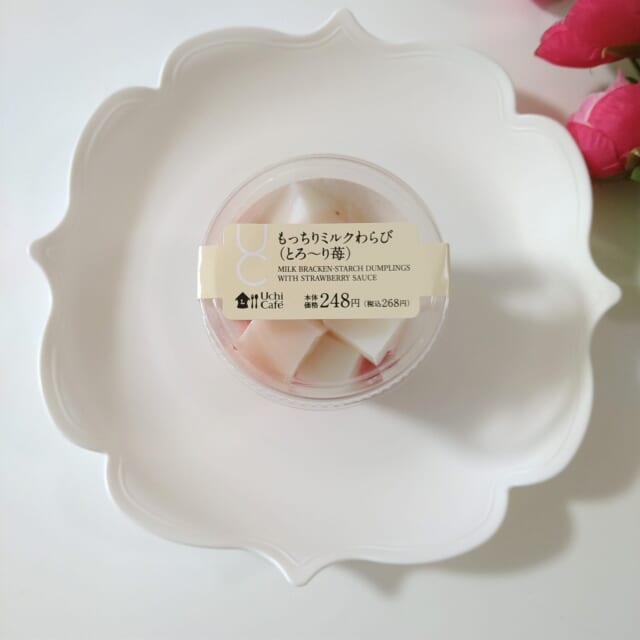 UC
もっちりミルクわらび
(とろ〜り苺)
MILK BRACKEN-STARCH DUMPLINGS
WITH STRAWBERRY SAUCE
Uchi Café
本体価格 248円 (税込268円)